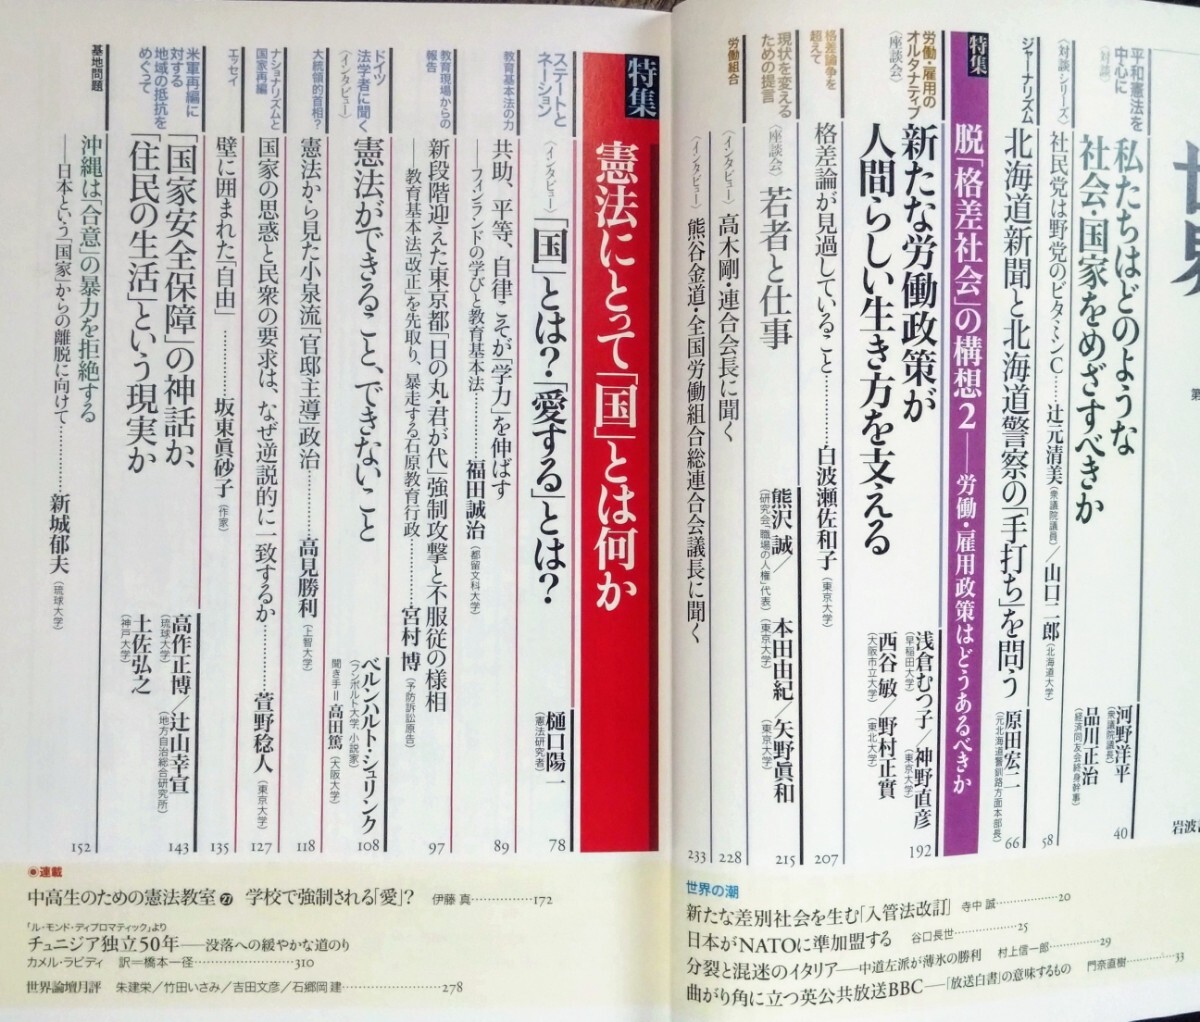 世界
第
岩波書
平和憲法を
中心に
〈対談〉
私たちはどのような
社会・国家をめざすべきか
河野洋平
(衆議院議長)
品川正治
(経済同友会終身幹事)
40
〈対談シリーズ〉
社民党は野党のビタミンC……辻元清美(衆議院議員)／山口二郎(北海道大学)
58
ジャーナリズム
北海道新聞と北海道警察の「手打ち」を問う
原田宏二
(元北海道警釧路方面本部長)
66
特集
脱「格差社会」の構想2──労働・雇用政策はどうあるべきか
労働・雇用の
オルタナティブ
〈座談会〉
新たな労働政策が
人間らしい生き方を支える
浅倉むつ子／神野直彦
(早稲田大学)
(東京大学)
西谷 敏／野村正實
(大阪市立大学)
(東北大学)
192
格差論争を
超えて
格差論が見過していること………白波瀬佐和子(東京大学)
207
現状を変える
ための提言
〈座談会〉
若者と仕事
熊沢 誠／本田由紀／矢野眞和
(研究会「職場の人権」代表)
(東京大学)
(東京大学)
215
労働組合
〈インタビュー〉高木剛・連合会長に聞く
228
〈インタビュー〉熊谷金道・全国労働組合総連合会議長に聞く
233
特集
憲法にとって「国」とは何か
ステートと
ネーション
〈インタビュー〉「国」とは？「愛する」とは？
樋口陽一
(憲法研究者)
78
教育基本法の力
共助、平等、自律こそが「学力」を伸ばす
──フィンランドの学びと教育基本法……福田誠治(都留文科大学)
89
教育現場からの
報告
新段階迎えた東京都「日の丸・君が代」強制攻撃と不服従の様相
──教育基本法「改正」を先取り、暴走する石原教育行政………宮村 博(予防訴訟原告)
97
ドイツ
法学者に聞く
〈インタビュー〉
憲法ができること、できないこと
ベルンハルト・シュリンク
(フンボルト大学、小説家)
聞き手＝高田篤(大阪大学)
108
大統領的首相？
憲法から見た小泉流「官邸主導」政治………高見勝利(上智大学)
118
ナショナリズムと
国家再編
国家の思惑と民衆の要求は、なぜ逆説的に一致するか………萱野稔人(東京大学)
127
エッセイ
壁に囲まれた「自由」………坂東眞砂子(作家)
135
米軍再編に
対する
地域の抵抗を
めぐって
「国家安全保障」の神話か、
「住民の生活」という現実か
高作正博／辻山幸宣
(琉球大学)
(地方自治総合研究所)
土佐弘之
(神戸大学)
143
基地問題
沖縄は「合意」の暴力を拒絶する
──日本という「国家」からの離脱に向けて………新城郁夫(琉球大学)
152
世界の潮
新たな差別社会を生む「入管法改訂」 寺中 誠………20
日本がNATOに準加盟する 谷口長世………25
分裂と混迷のイタリア──中道左派が薄氷の勝利 村上信一郎………29
曲がり角に立つ英公共放送BBC──「放送白書」の意味するもの 門奈直樹………33
◉連載
中高生のための憲法教室㉗ 学校で強制される「愛」？ 伊藤 真………172
「ル・モンド・ディプロマティック」より
チュニジア独立50年──没落への緩やかな道のり
カメル・ラビディ 訳＝橋本一径………310
世界論壇月評 朱建栄／竹田いさみ／吉田文彦／石郷岡 建………278